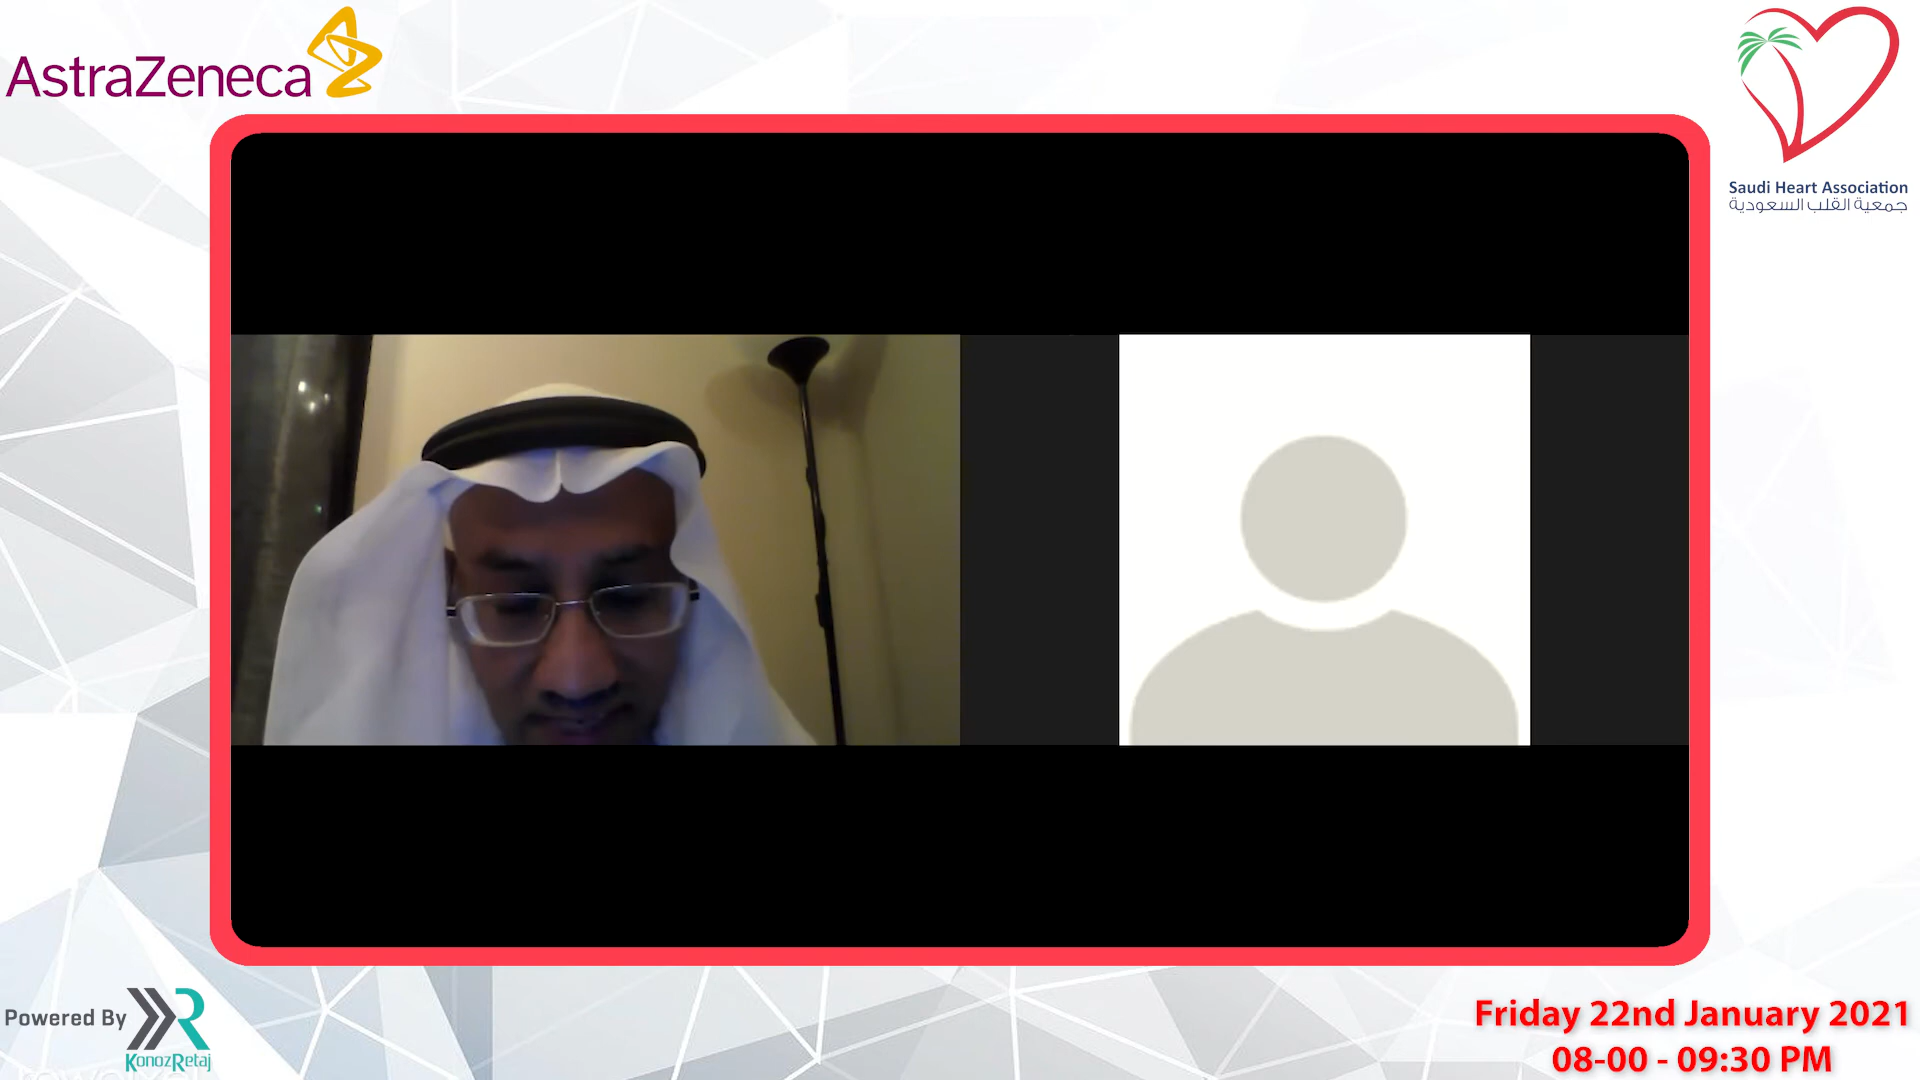 AstraZeneca
Saudi Heart Association
جمعية القلب السعودية
Powered By
KonozRetaj
Friday 22nd January 2021
08-00 - 09:30 PM